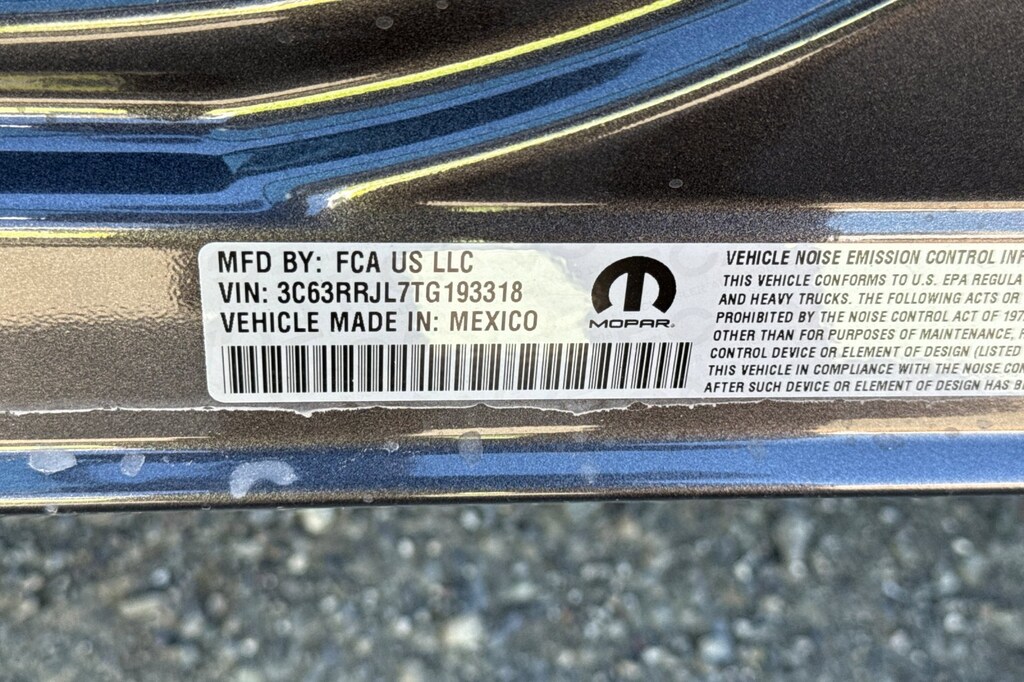 MFD BY: FCA US LLC
VIN: 3C63RRJL7TG193318
VEHICLE MADE IN: MEXICO
MOPAR
VEHICLE NOISE EMISSION CONTROL
THIS VEHICLE CONFORMS TO U.S. EPA
AND HEAVY TRUCKS. THE FOLLOWING ACTS OR
PROHIBITED BY THE NOISE CONTROL ACT OF
OTHER THAN FOR PURPOSES OF MAINTENANCE,
CONTROL DEVICE OR ELEMENT OF DESIGN (LISTED
THIS VEHICLE IN COMPLIANCE WITH THE NOISE
AFTER SUCH DEVICE OR ELEMENT OF DESIGN HAS